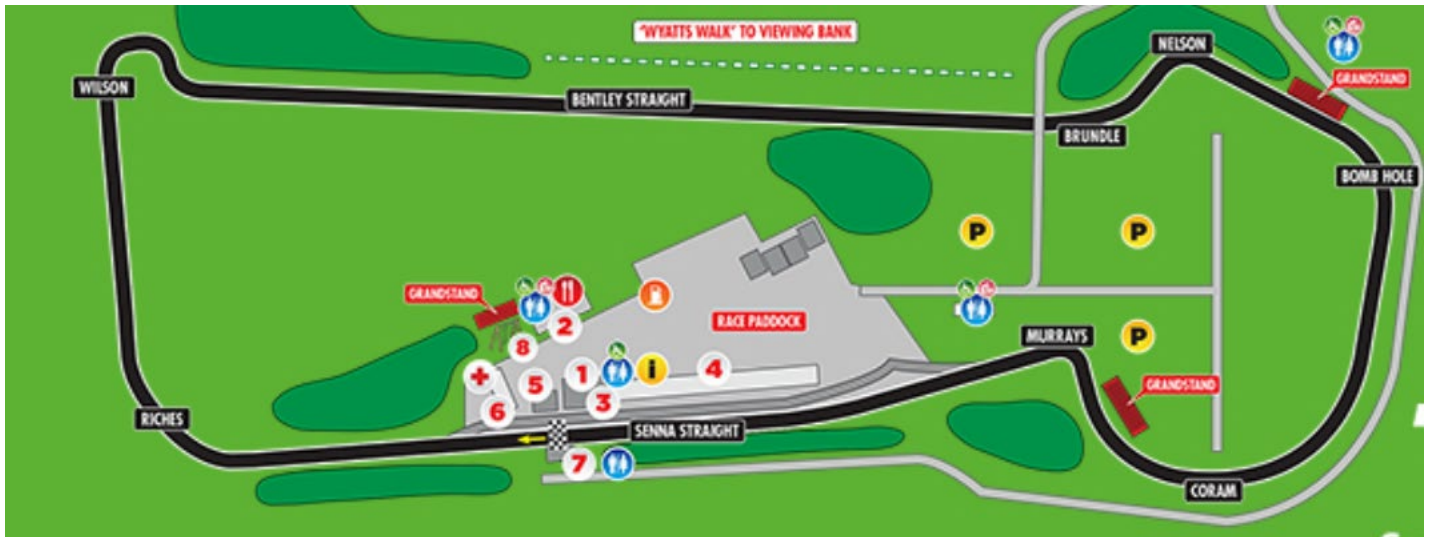 "WYATTS WALK" TO VIEWING BANK
NELSON
GRANDSTAND
WILSON
BENTLEY STRAIGHT
BRUNDLE
BOMB HOLE
P
P
GRANDSTAND
2
RACE PADDOCK
8
MURRAYS
P
5
1
i
4
GRANDSTAND
6
3
RICHES
SENNA STRAIGHT
7
CORAM